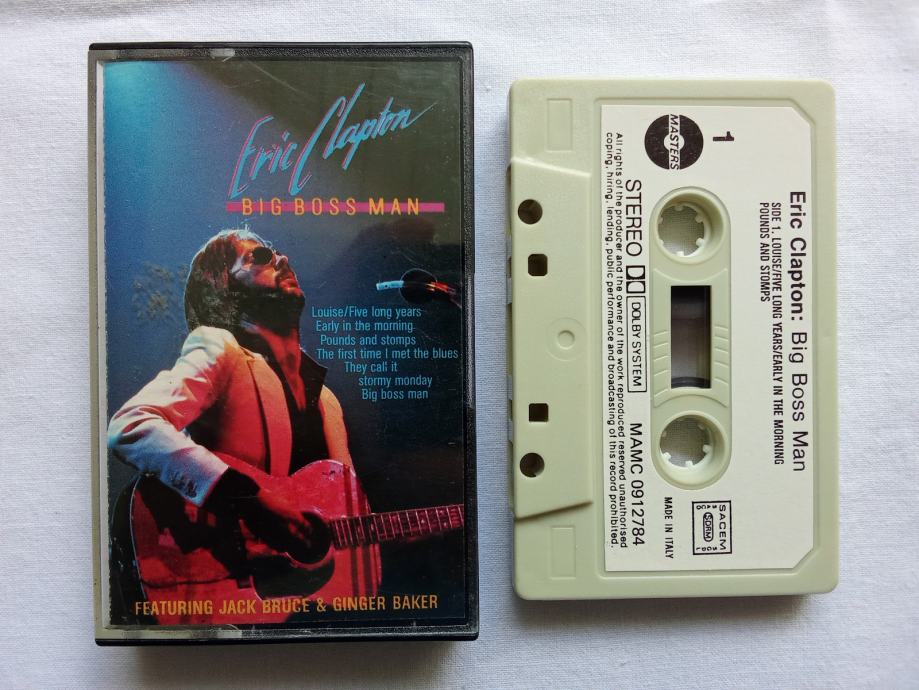 Eric Clapton
BIG BOSS MAN
Louise/Five long years
Early in the morning
Pounds and stomps
The first time I met the blues
They call it
stormy monday
Big boss man
FEATURING JACK BRUCE & GINGER BAKER
Eric Clapton: Big Boss Man
SIDE 1. LOUISE/FIVE LONG YEARS/EARLY IN THE MORNING
POUNDS AND STOMPS
1
MASTERS
SACEM
SDRM
MADE IN ITALY
STEREO DOLBY SYSTEM MAMC 0912784
All rights of the producer and the owner of the work reproduced reserved unauthorised
coping, hiring, lending, public performance and broadcasting of this record prohibited.